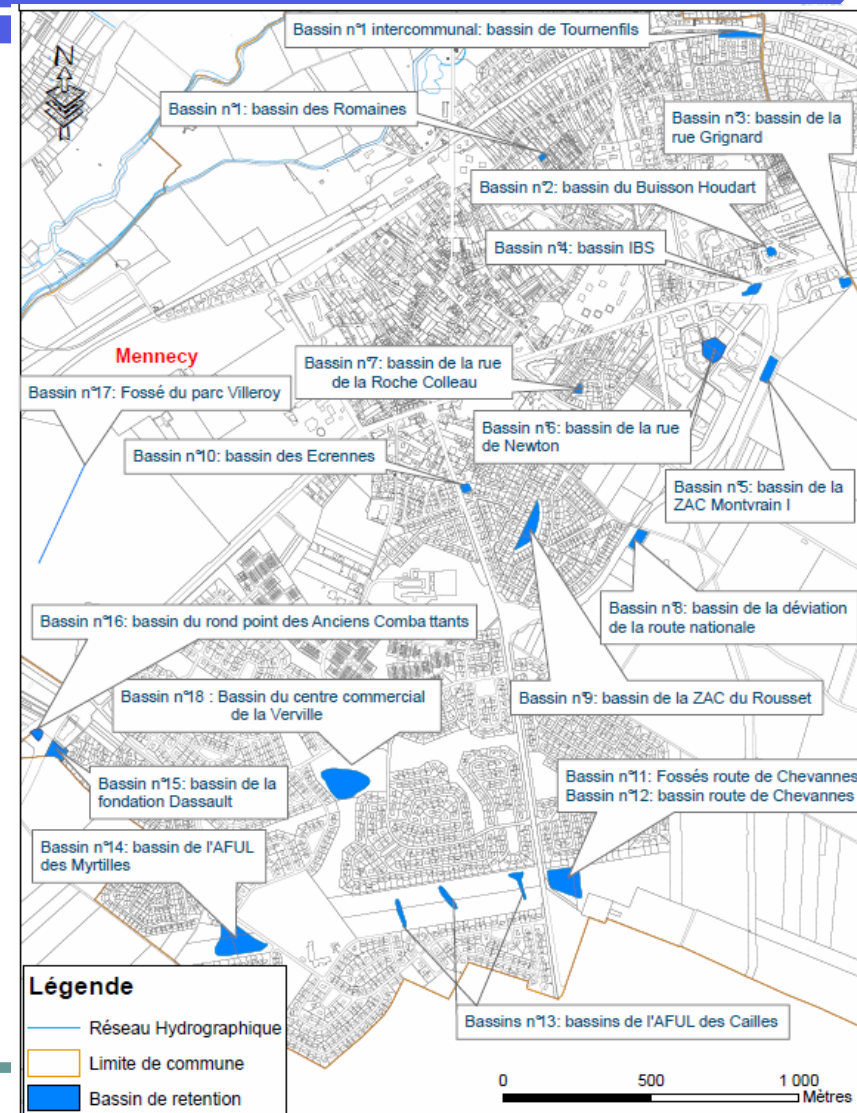 Bassin n°1 intercommunal: bassin de Tournenfils
N
Bassin n°1: bassin des Romaines
Bassin n°3: bassin de la
rue Grignard
Bassin n°2: bassin du Buisson Houdart
Bassin n°4: bassin IBS
Mennecy
Bassin n°7: bassin de la rue
de la Roche Colleau
Bassin n°17: Fossé du parc Villeroy
Bassin n°6: bassin de la rue
de Newton
Bassin n°10: bassin des Ecrennes
Bassin n°5: bassin de la
ZAC Montvrain I
Bassin n°8: bassin de la déviation
de la route nationale
Bassin n°16: bassin du rond point des Anciens Comba ttants
Bassin n°18 : Bassin du centre commercial
de la Verville
Bassin n°9: bassin de la ZAC du Rousset
Bassin n°15: bassin de la
fondation Dassault
Bassin n°11: Fossés route de Chevannes
Bassin n°12: bassin route de Chevannes
Bassin n°14: bassin de l'AFUL
des Myrtilles
Légende
Réseau Hydrographique
Limite de commune
Bassin de retention
Bassins n°13: bassins de l'AFUL des Cailles
0 500 1 000
Mètres